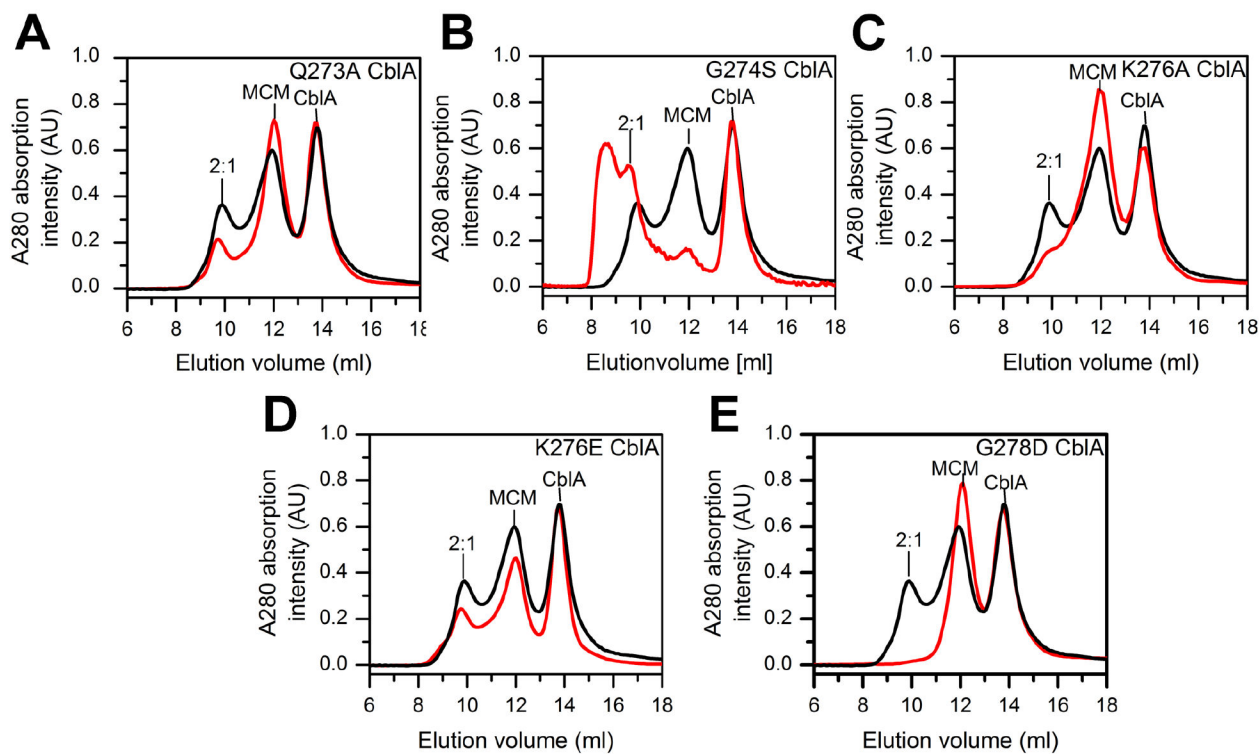 A
1.0
0.8
0.6
0.4
0.2
0.0
A280 absorption
intensity (AU)
Q273A CblA
MCM
CblA
2:1
6 8 10 12 14 16 18
Elution volume (ml)
B
1.0
0.8
0.6
0.4
0.2
0.0
A280 absorption
intensity (AU)
G274S CblA
2:1
MCM
CblA
6 8 10 12 14 16 18
Elutionvolume [ml]
C
1.0
0.8
0.6
0.4
0.2
0.0
A280 absorption
intensity (AU)
K276A CblA
MCM
CblA
2:1
6 8 10 12 14 16 18
Elution volume (ml)
D
1.0
0.8
0.6
0.4
0.2
0.0
A280 absorption
intensity (AU)
K276E CblA
CblA
MCM
2:1
6 8 10 12 14 16 18
Elution volume (ml)
E
1.0
0.8
0.6
0.4
0.2
0.0
A280 absorption
intensity (AU)
G278D CblA
MCM
CblA
2:1
6 8 10 12 14 16 18
Elution volume (ml)